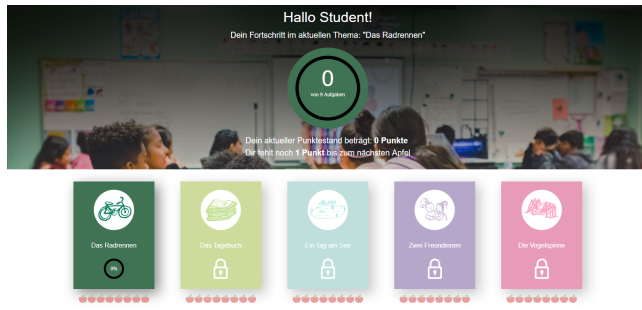 Hallo Student!
Dein Fortschritt im aktuellen Thema: "Das Radrennen"
0
von 9 Aufgaben
Dein aktueller Punktestand beträgt: 0 Punkte
Dir fehlt noch 1 Punkt bis zum nächsten Apfel
Das Radrennen
Das Tagebuch
Ein Tag am See
Zwei Freundinnen
Die Vogelspinne
0%